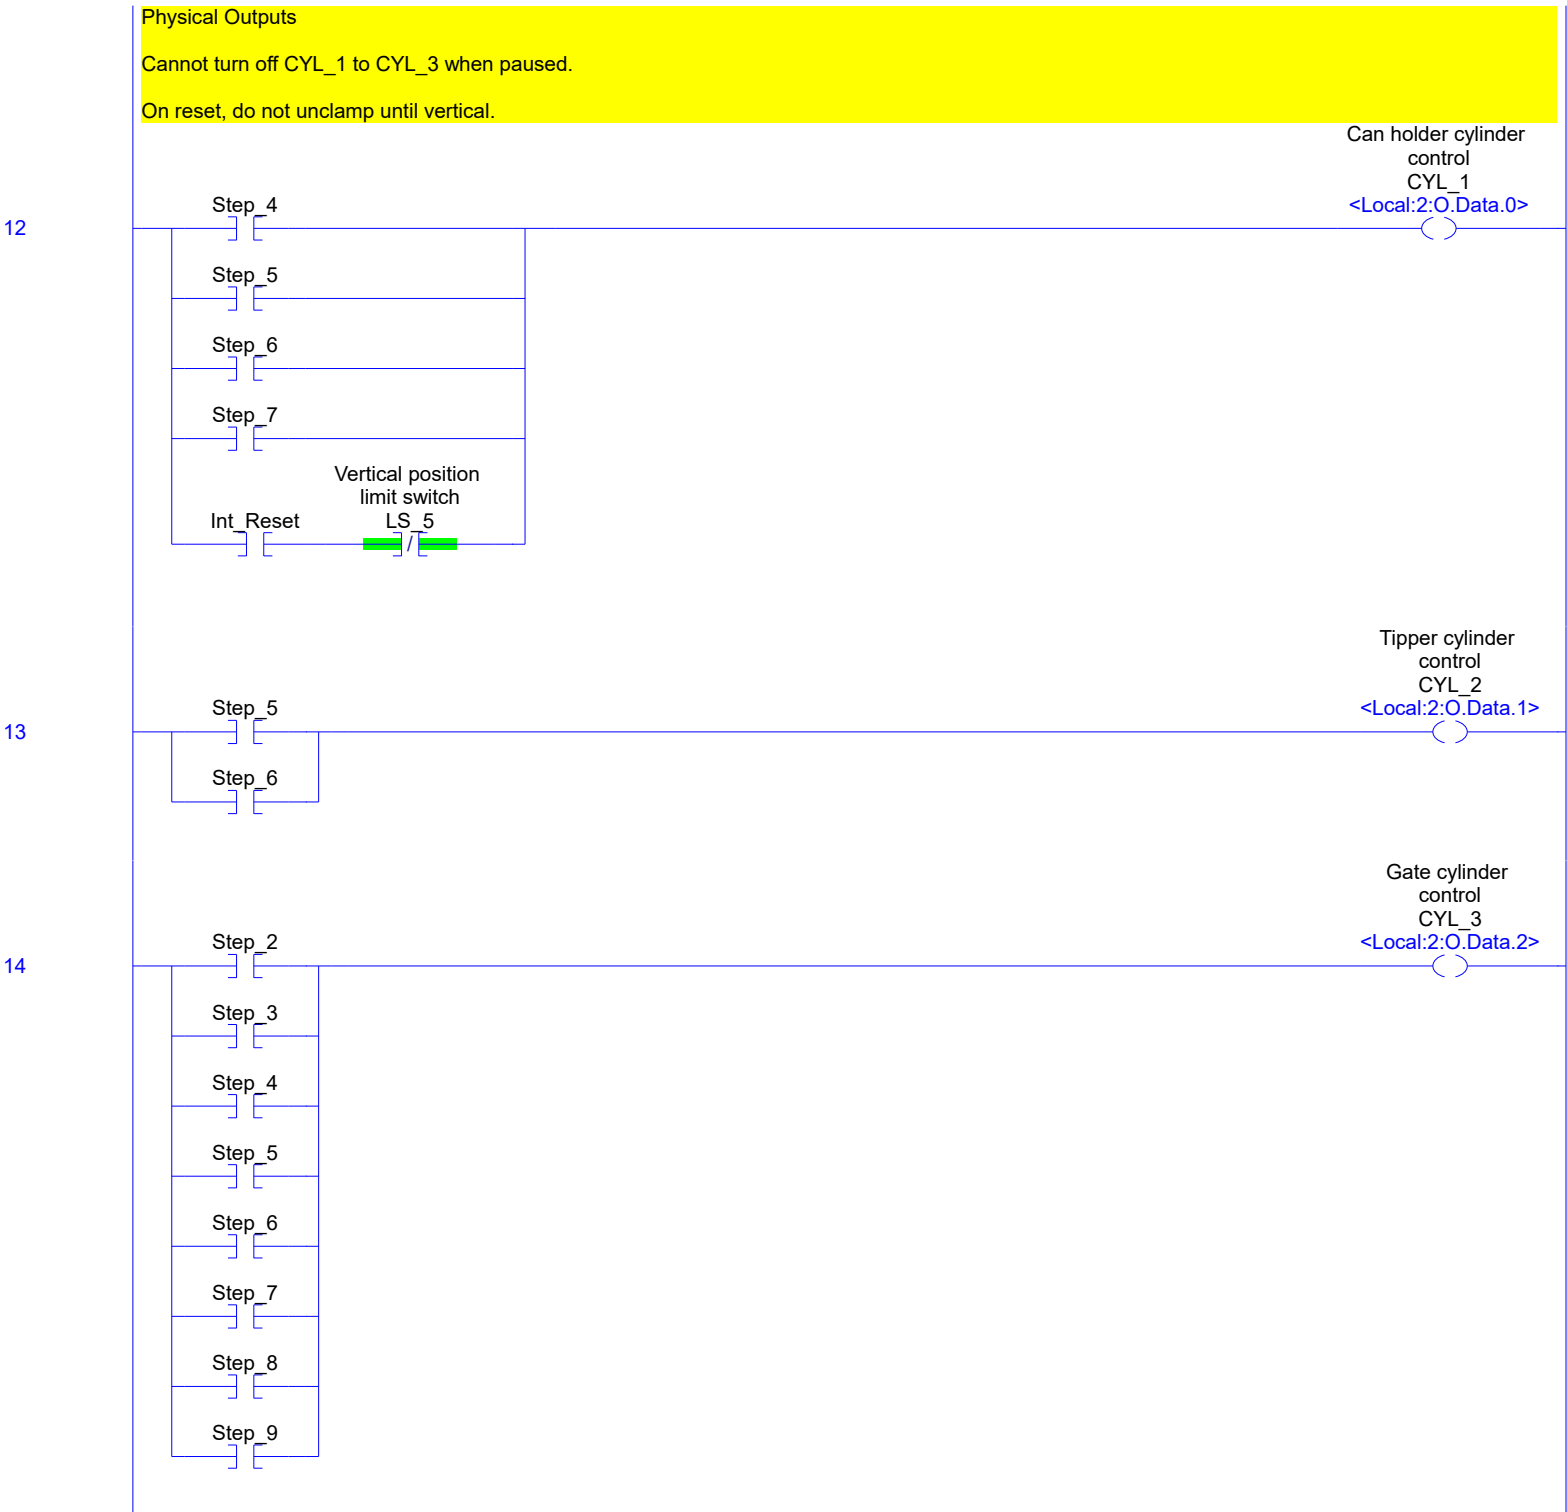 Physical Outputs
Cannot turn off CYL_1 to CYL_3 when paused.
On reset, do not unclamp until vertical.
Can holder cylinder
control
CYL_1
<Local:2:O.Data.0>
12
Step_4
Step_5
Step_6
Step_7
Vertical position
limit switch
Int_Reset
LS_5
/
Tipper cylinder
control
CYL_2
<Local:2:O.Data.1>
13
Step_5
Step_6
Gate cylinder
control
CYL_3
<Local:2:O.Data.2>
14
Step_2
Step_3
Step_4
Step_5
Step_6
Step_7
Step_8
Step_9